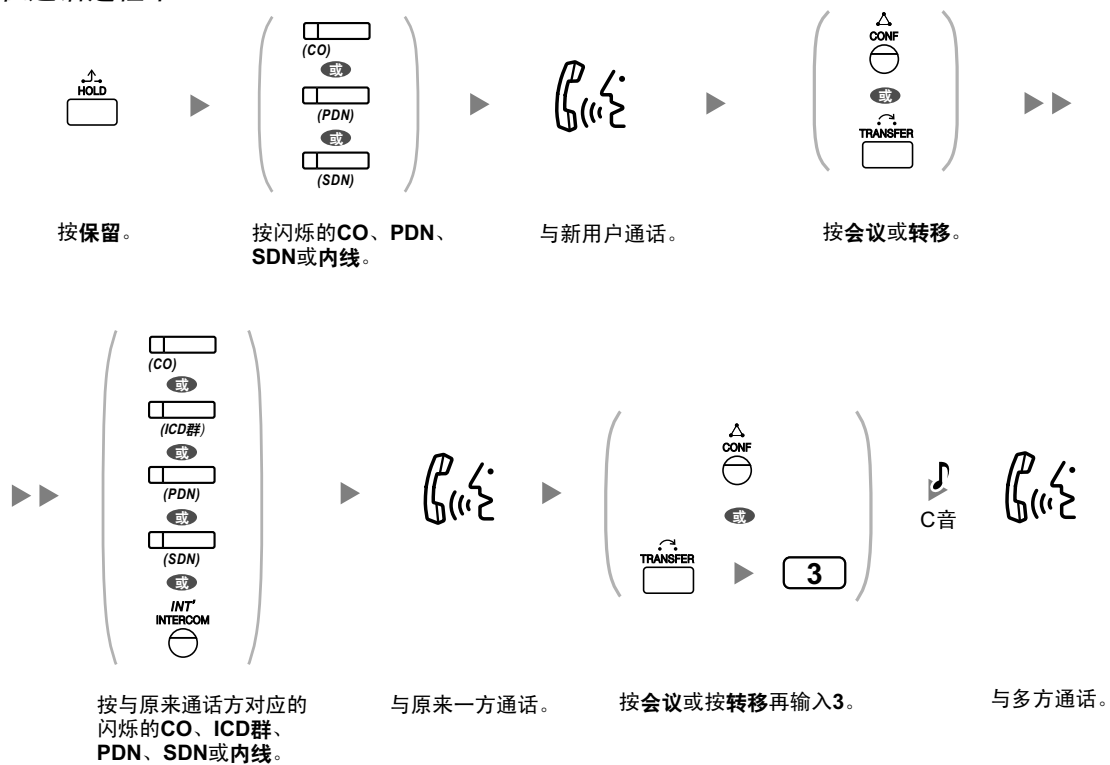 HOLD
(CO)
或
(PDN)
或
(SDN)
CONF
或
TRANSFER
按保留。
按闪烁的CO、PDN、
SDN或内线。
与新用户通话。
按会议或转移。
(CO)
或
(ICD群)
或
(PDN)
或
(SDN)
或
INT'
INTERCOM
CONF
或
TRANSFER
3
C音
按与原来通话方对应的
闪烁的CO、ICD群、
PDN、SDN或内线。
与原来一方通话。
按会议或按转移再输入3。
与多方通话。